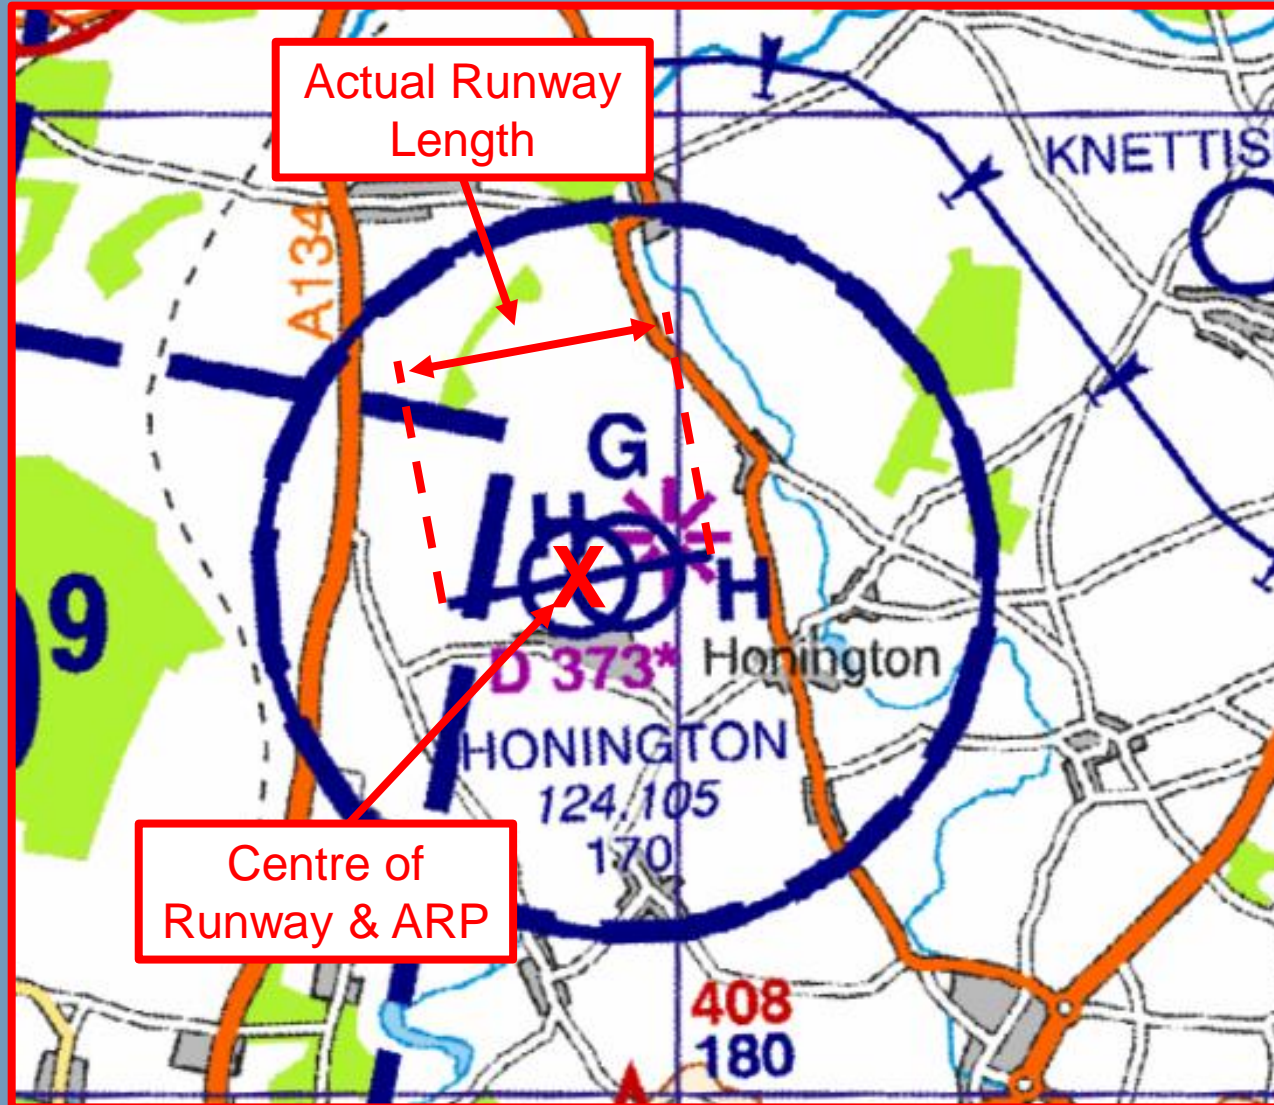 Actual Runway
Length
KNETTIS
A134
G
H
X
H
9
D 373*
Honington
HONINGTON
124.105
170
Centre of
Runway & ARP
408
180